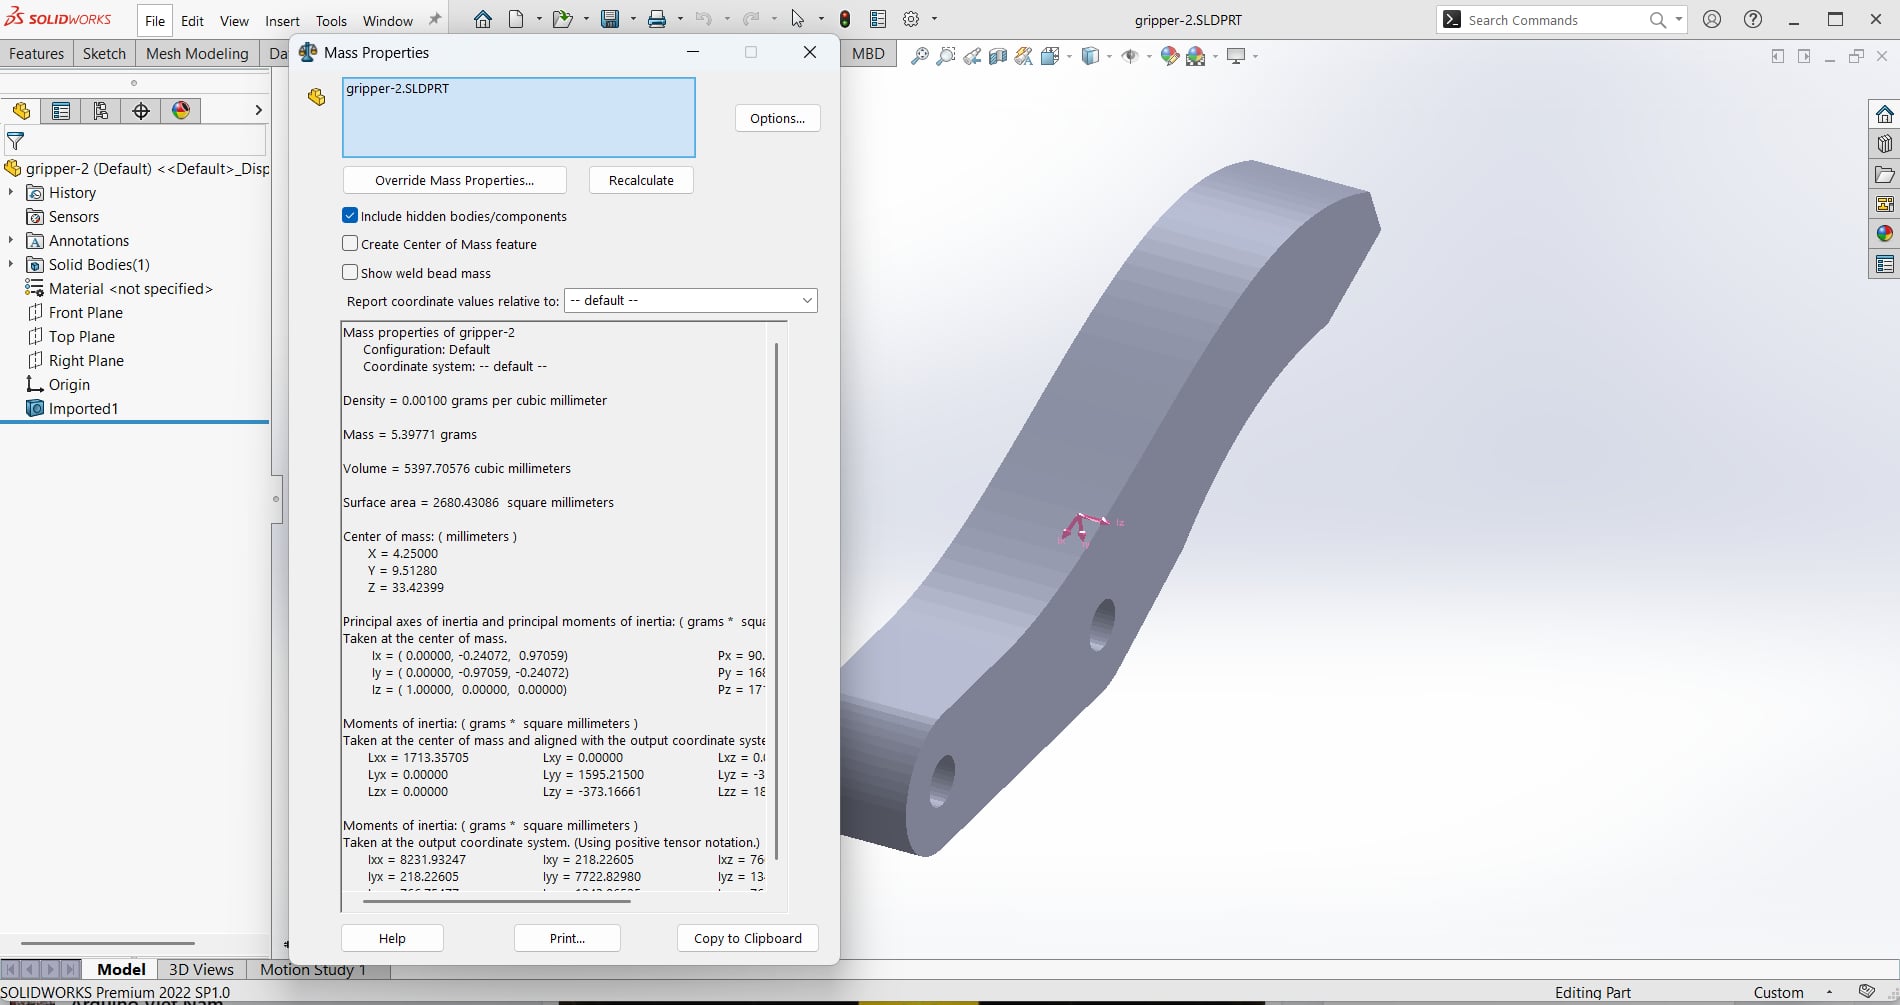 SOLIDWORKS File Edit View Insert Tools Window
gripper-2.SLDPRT
Search Commands
Features Sketch Mesh Modeling Da
MBD
Mass Properties
gripper-2.SLDPRT
Options...
Override Mass Properties... Recalculate
Include hidden bodies/components
Create Center of Mass feature
Show weld bead mass
Report coordinate values relative to: -- default --
Mass properties of gripper-2
Configuration: Default
Coordinate system: -- default --
Density = 0.00100 grams per cubic millimeter
Mass = 5.39771 grams
Volume = 5397.70576 cubic millimeters
Surface area = 2680.43086 square millimeters
Center of mass: ( millimeters )
X = 4.25000
Y = 9.51280
Z = 33.42399
Principal axes of inertia and principal moments of inertia: ( grams * squa
Taken at the center of mass.
Ix = ( 0.00000, -0.24072, 0.97059) Px = 90.
Iy = ( 0.00000, -0.97059, -0.24072) Py = 168
Iz = ( 1.00000, 0.00000, 0.00000) Pz = 171
Moments of inertia: ( grams * square millimeters )
Taken at the center of mass and aligned with the output coordinate syste
Lxx = 1713.35705 Lxy = 0.00000 Lxz = 0.0
Lyx = 0.00000 Lyy = 1595.21500 Lyz = -3
Lzx = 0.00000 Lzy = -373.16661 Lzz = 18
Moments of inertia: ( grams * square millimeters )
Taken at the output coordinate system. (Using positive tensor notation.)
Ixx = 8231.93247 Ixy = 218.22605 Ixz = 76
Iyx = 218.22605 Iyy = 7722.82980 Iyz = 13
Help Print... Copy to Clipboard
gripper-2 (Default) <<Default>_Disp
History
Sensors
Annotations
Solid Bodies(1)
Material <not specified>
Front Plane
Top Plane
Right Plane
Origin
Imported1
Iz
Model 3D Views Motion Study 1
SOLIDWORKS Premium 2022 SP1.0
Editing Part Custom